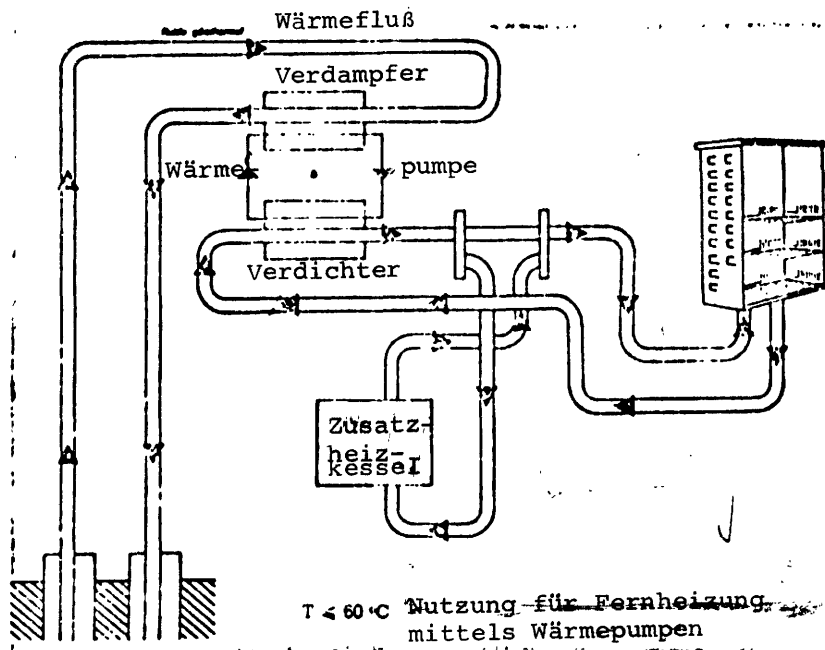 Wärmefluß
Verdampfer
Wärme pumpe
Verdichter
Zusatz-
heiz-
kessel
T ≤ 60 °C Nutzung für Fernheizung
mittels Wärmepumpen